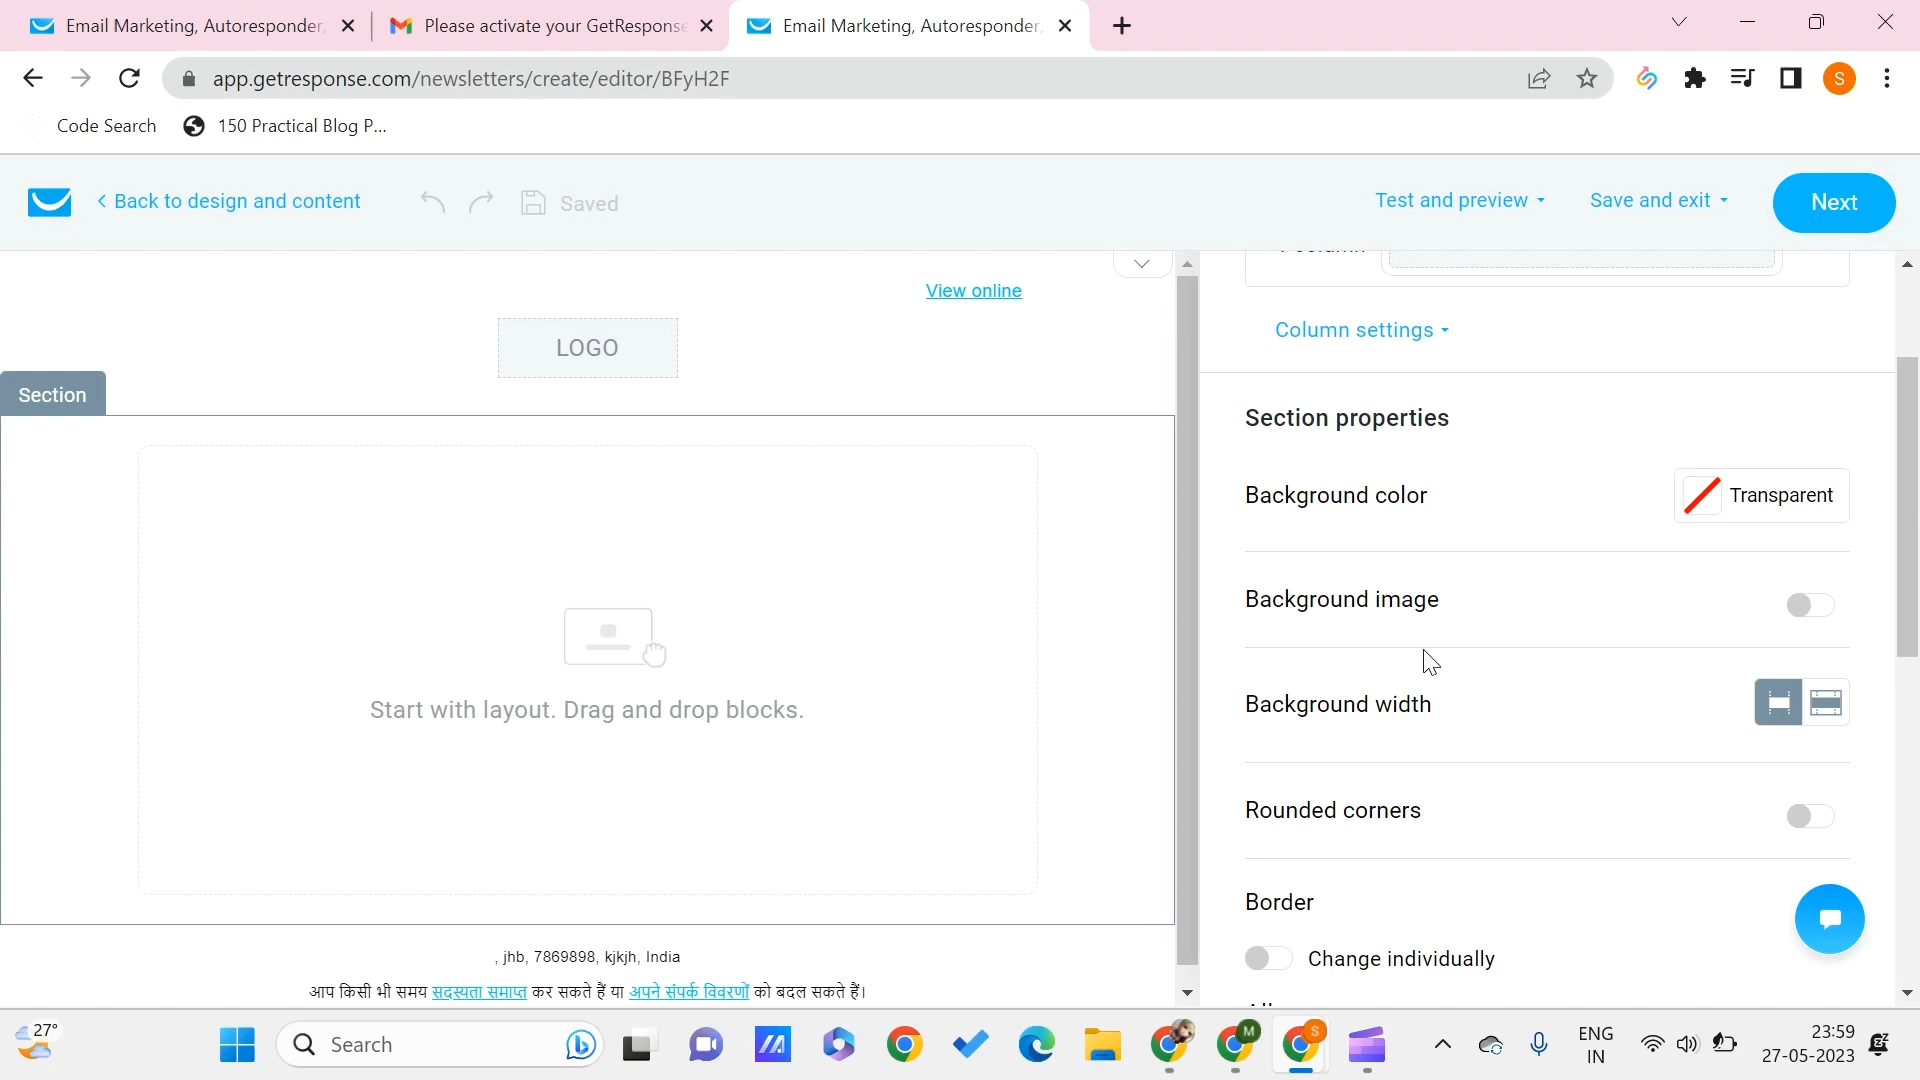 Email Marketing, Autoresponder,
Please activate your GetResponse
Email Marketing, Autoresponder,
app.getresponse.com/newsletters/create/editor/BFyH2F
S
Code Search
150 Practical Blog P...
Back to design and content
Saved
Test and preview
Save and exit
Next
View online
LOGO
Section
Start with layout. Drag and drop blocks.
, jhb, 7869898, kjkjh, India
आप किसी भी समय सदस्यता समाप्त कर सकते हैं या अपने संपर्क विवरणों को बदल सकते हैं।
Column settings
Section properties
Background color
Transparent
Background image
Background width
Rounded corners
Border
Change individually
27°
Search
M
S
ENG
IN
23:59
27-05-2023